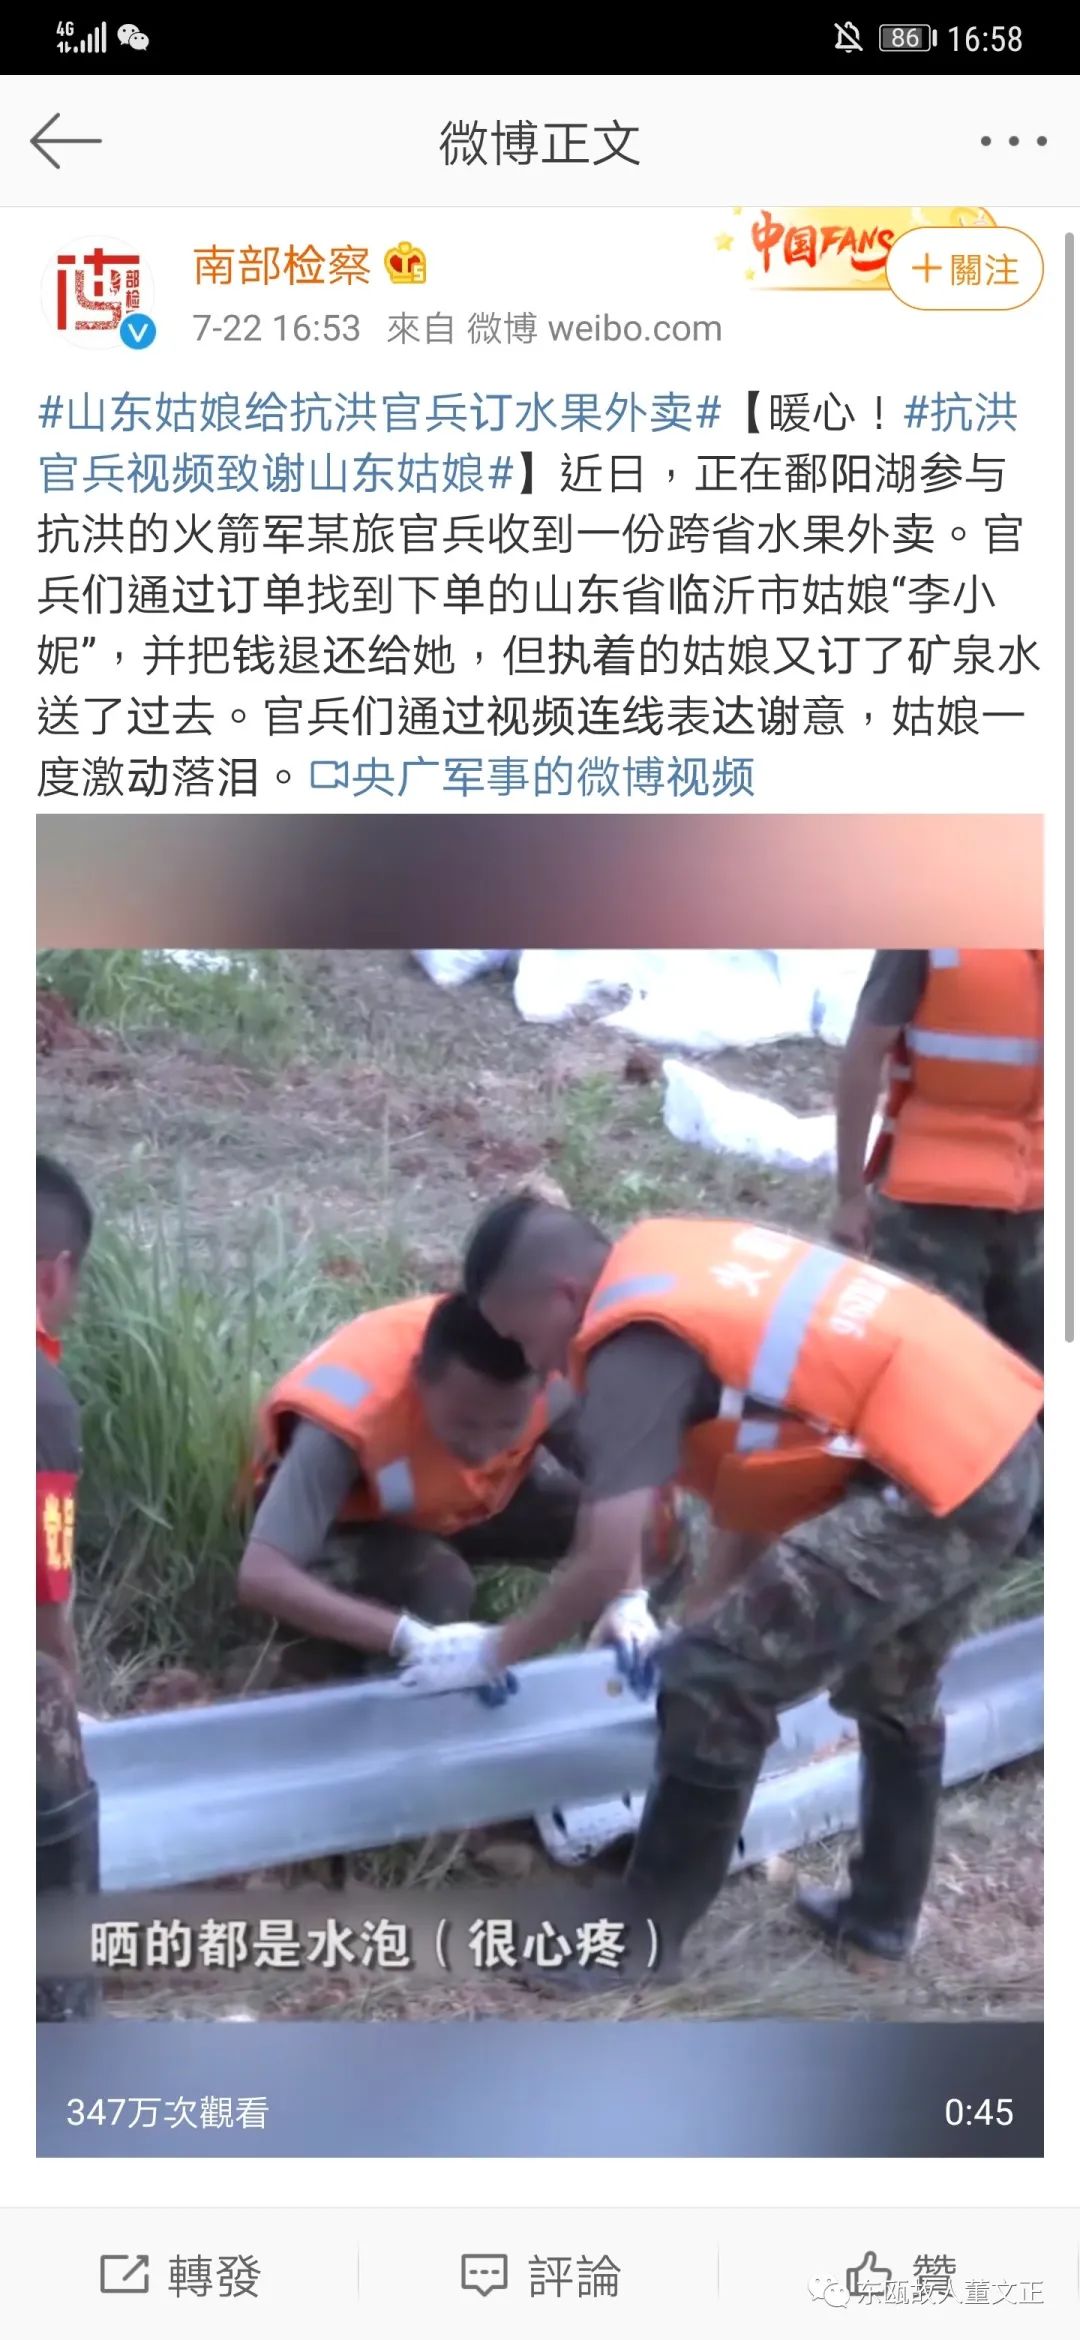 4G
86
16:58
微博正文
南部检察
中国FANS
+關注
7-22 16:53 來自 微博 weibo.com
#山东姑娘给抗洪官兵订水果外卖#【暖心！#抗洪
官兵视频致谢山东姑娘#】近日，正在鄱阳湖参与
抗洪的火箭军某旅官兵收到一份跨省水果外卖。官
兵们通过订单找到下单的山东省临沂市姑娘“李小
妮”，并把钱退还给她，但执着的姑娘又订了矿泉水
送了过去。官兵们通过视频连线表达谢意，姑娘一
度激动落泪。央广军事的微博视频
晒的都是水泡（很心疼）
347万次觀看
0:45
轉發
評論
贊
东瓯故人董文正